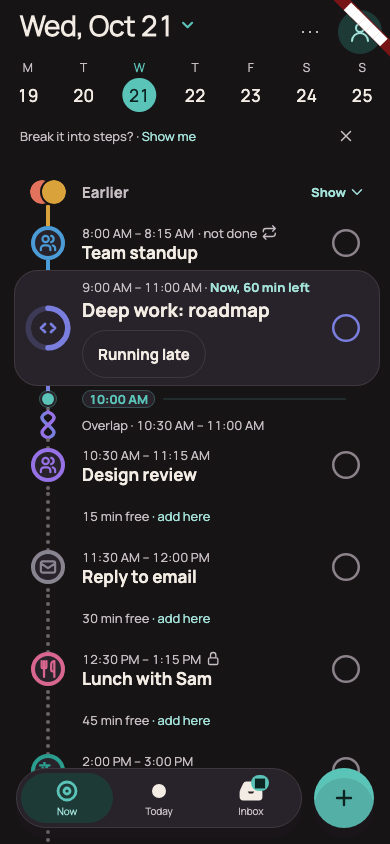 Wed, Oct 21
...
M T W T F S S
19 20 21 22 23 24 25
Break it into steps? · Show me
Earlier
Show
8:00 AM – 8:15 AM · not done
Team standup
9:00 AM – 11:00 AM · Now, 60 min left
Deep work: roadmap
Running late
10:00 AM
Overlap · 10:30 AM – 11:00 AM
10:30 AM – 11:15 AM
Design review
15 min free · add here
11:30 AM – 12:00 PM
Reply to email
30 min free · add here
12:30 PM – 1:15 PM
Lunch with Sam
45 min free · add here
2:00 PM – 3:00 PM
Now
Today
Inbox